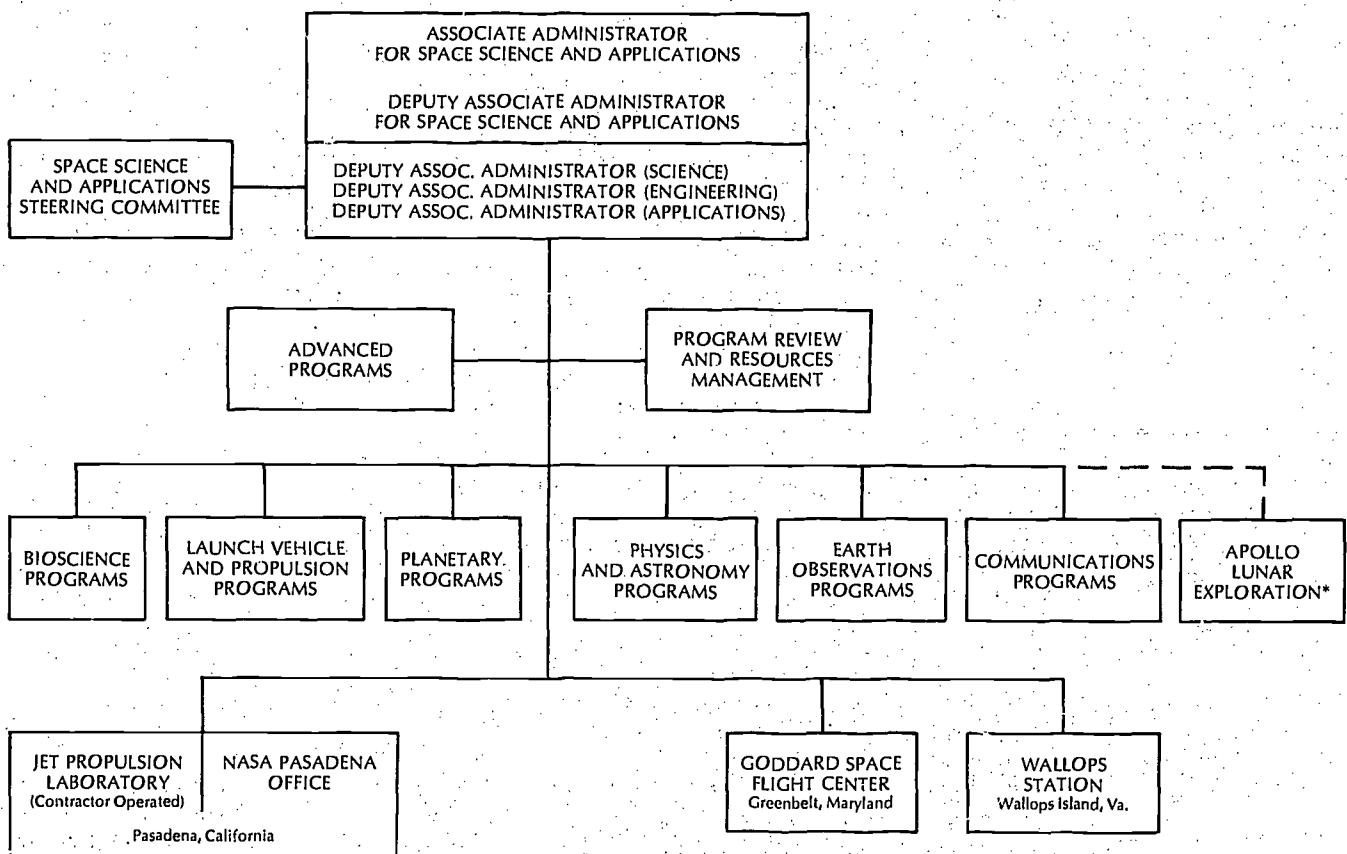 ASSOCIATE ADMINISTRATOR
FOR SPACE SCIENCE AND APPLICATIONS
DEPUTY ASSOCIATE ADMINISTRATOR
FOR SPACE SCIENCE AND APPLICATIONS
SPACE SCIENCE
AND APPLICATIONS
STEERING COMMITTEE
DEPUTY ASSOC. ADMINISTRATOR (SCIENCE)
DEPUTY ASSOC. ADMINISTRATOR (ENGINEERING)
DEPUTY ASSOC. ADMINISTRATOR (APPLICATIONS)
ADVANCED
PROGRAMS
PROGRAM REVIEW
AND RESOURCES
MANAGEMENT
BIOSCIENCE
PROGRAMS
LAUNCH VEHICLE
AND PROPULSION
PROGRAMS
PLANETARY
PROGRAMS
PHYSICS
AND ASTRONOMY
PROGRAMS
EARTH
OBSERVATIONS
PROGRAMS
COMMUNICATIONS
PROGRAMS
APOLLO
LUNAR
EXPLORATION*
JET PROPULSION
LABORATORY
(Contractor Operated)
NASA PASADENA
OFFICE
Pasadena, California
GODDARD SPACE
FLIGHT CENTER
Greenbelt, Maryland
WALLOPS
STATION
Wallops Island, Va.